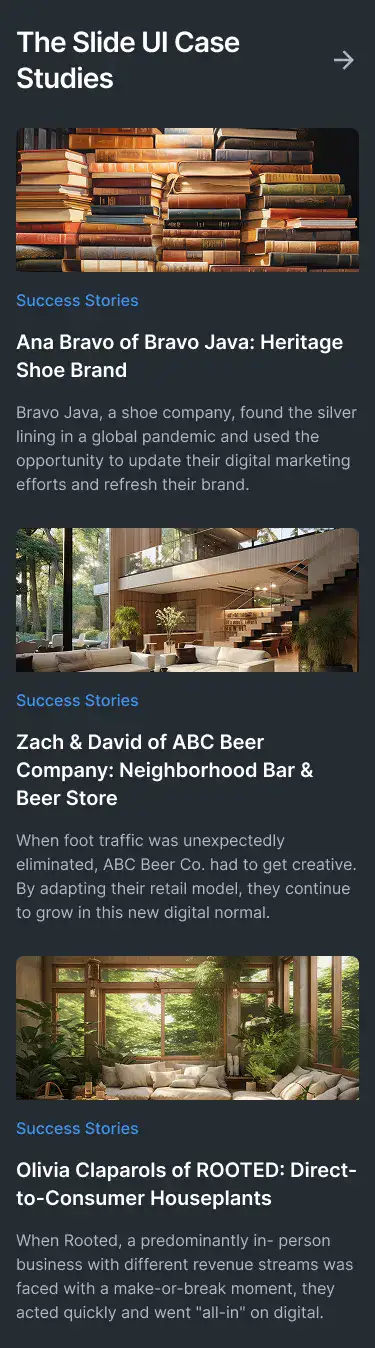 The Slide UI Case
Studies
Success Stories
Ana Bravo of Bravo Java: Heritage
Shoe Brand
Bravo Java, a shoe company, found the silver
lining in a global pandemic and used the
opportunity to update their digital marketing
efforts and refresh their brand.
Success Stories
Zach & David of ABC Beer
Company: Neighborhood Bar &
Beer Store
When foot traffic was unexpectedly
eliminated, ABC Beer Co. had to get creative.
By adapting their retail model, they continue
to grow in this new digital normal.
Success Stories
Olivia Claparols of ROOTED: Direct-
to-Consumer Houseplants
When Rooted, a predominantly in- person
business with different revenue streams was
faced with a make-or-break moment, they
acted quickly and went "all-in" on digital.